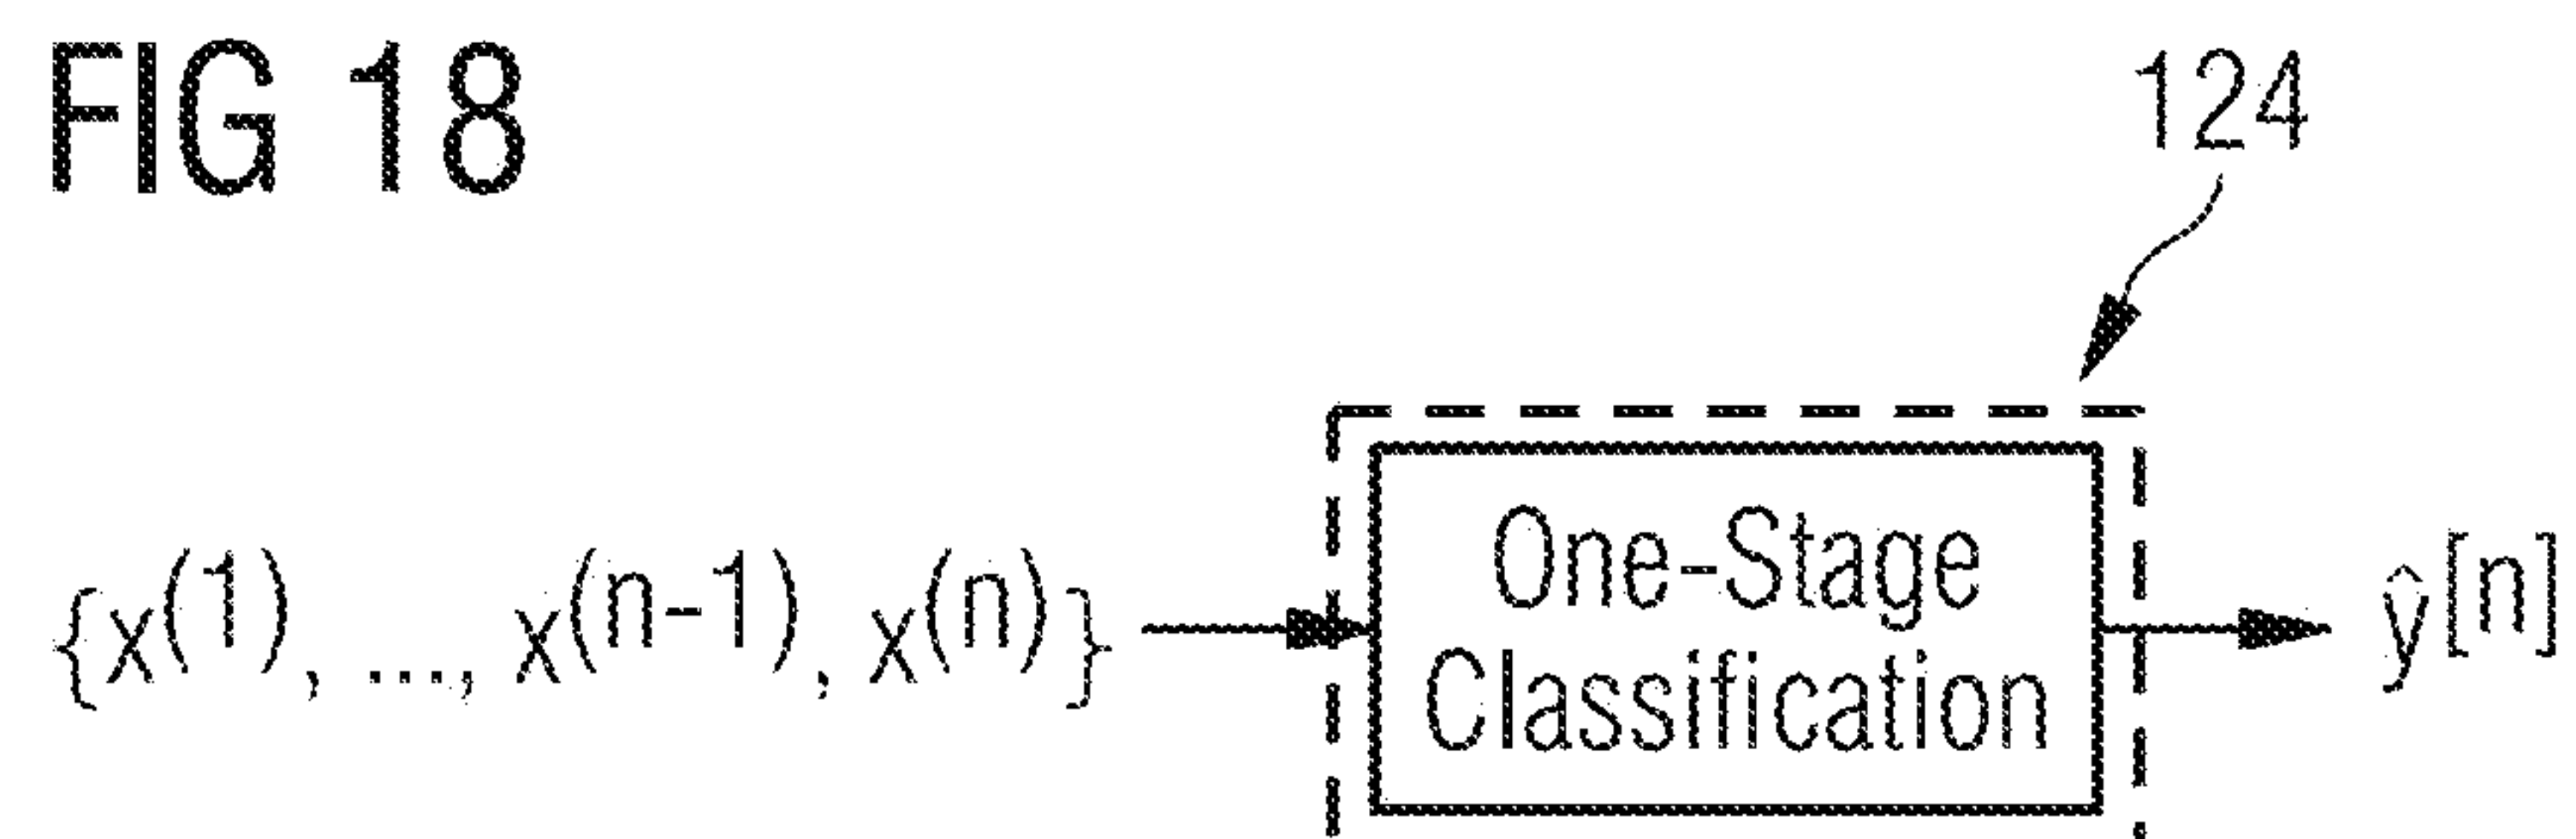 FIG 18
124
{x^(1), ..., x^(n-1), x^(n)}
One-Stage
Classification
ŷ^[n]